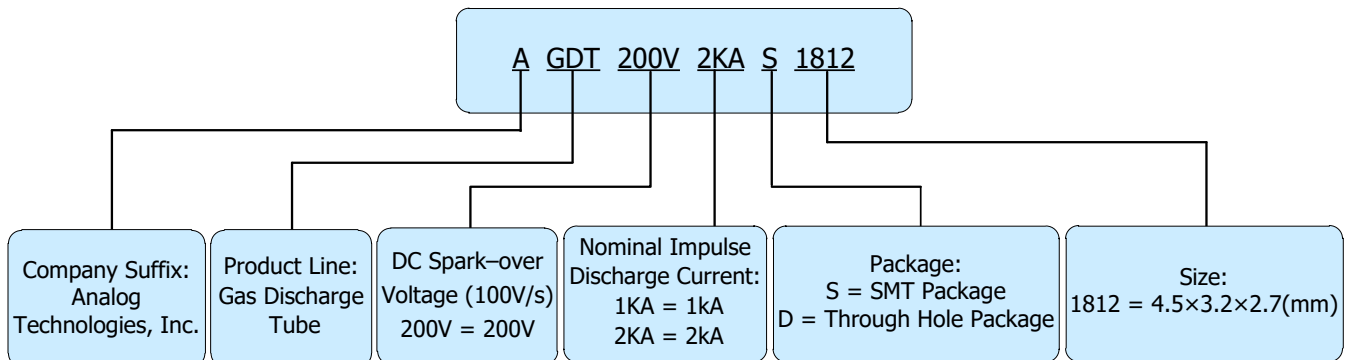 A GDT 200V 2KA S 1812
Company Suffix:
Analog
Technologies, Inc.
Product Line:
Gas Discharge
Tube
DC Spark–over
Voltage (100V/s)
200V = 200V
Nominal Impulse
Discharge Current:
1KA = 1kA
2KA = 2kA
Package:
S = SMT Package
D = Through Hole Package
Size:
1812 = 4.5×3.2×2.7(mm)